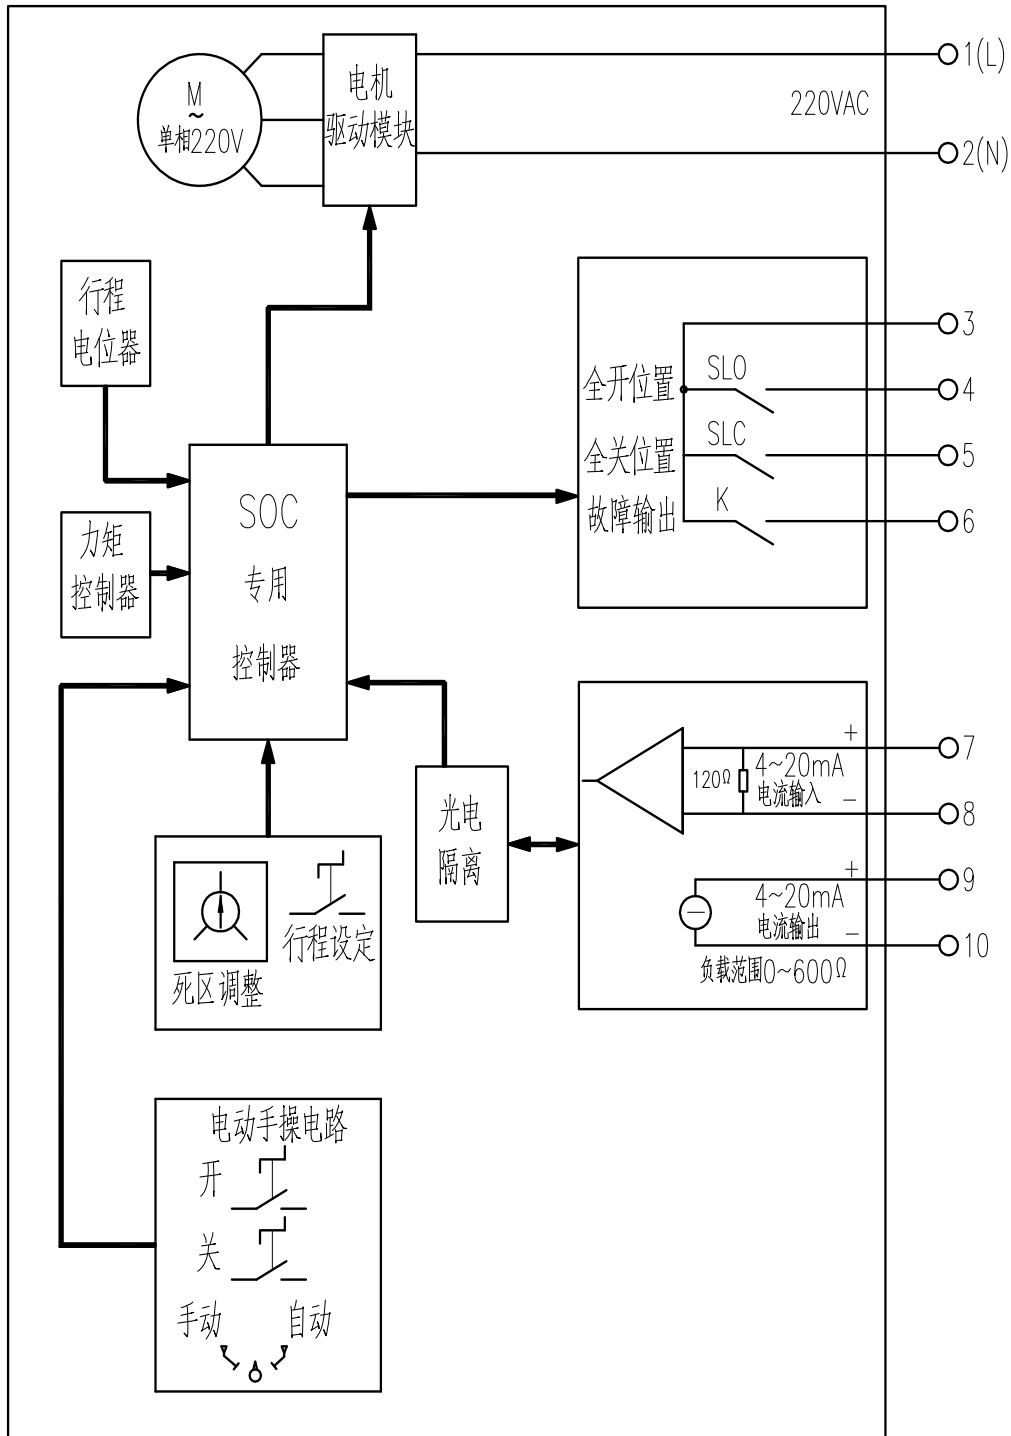 M
~
单相220V
电机
驱动模块
1(L)
220VAC
2(N)
行程
电位器
3
全开位置
SLO
4
全关位置
SLC
5
故障输出
K
6
SOC
专用
控制器
力矩
控制器
+
7
120Ω
4~20mA
电流输入
−
8
光电
隔离
+
9
4~20mA
电流输出
−
10
负载范围0~600Ω
行程设定
死区调整
电动手操电路
开
关
手动
自动